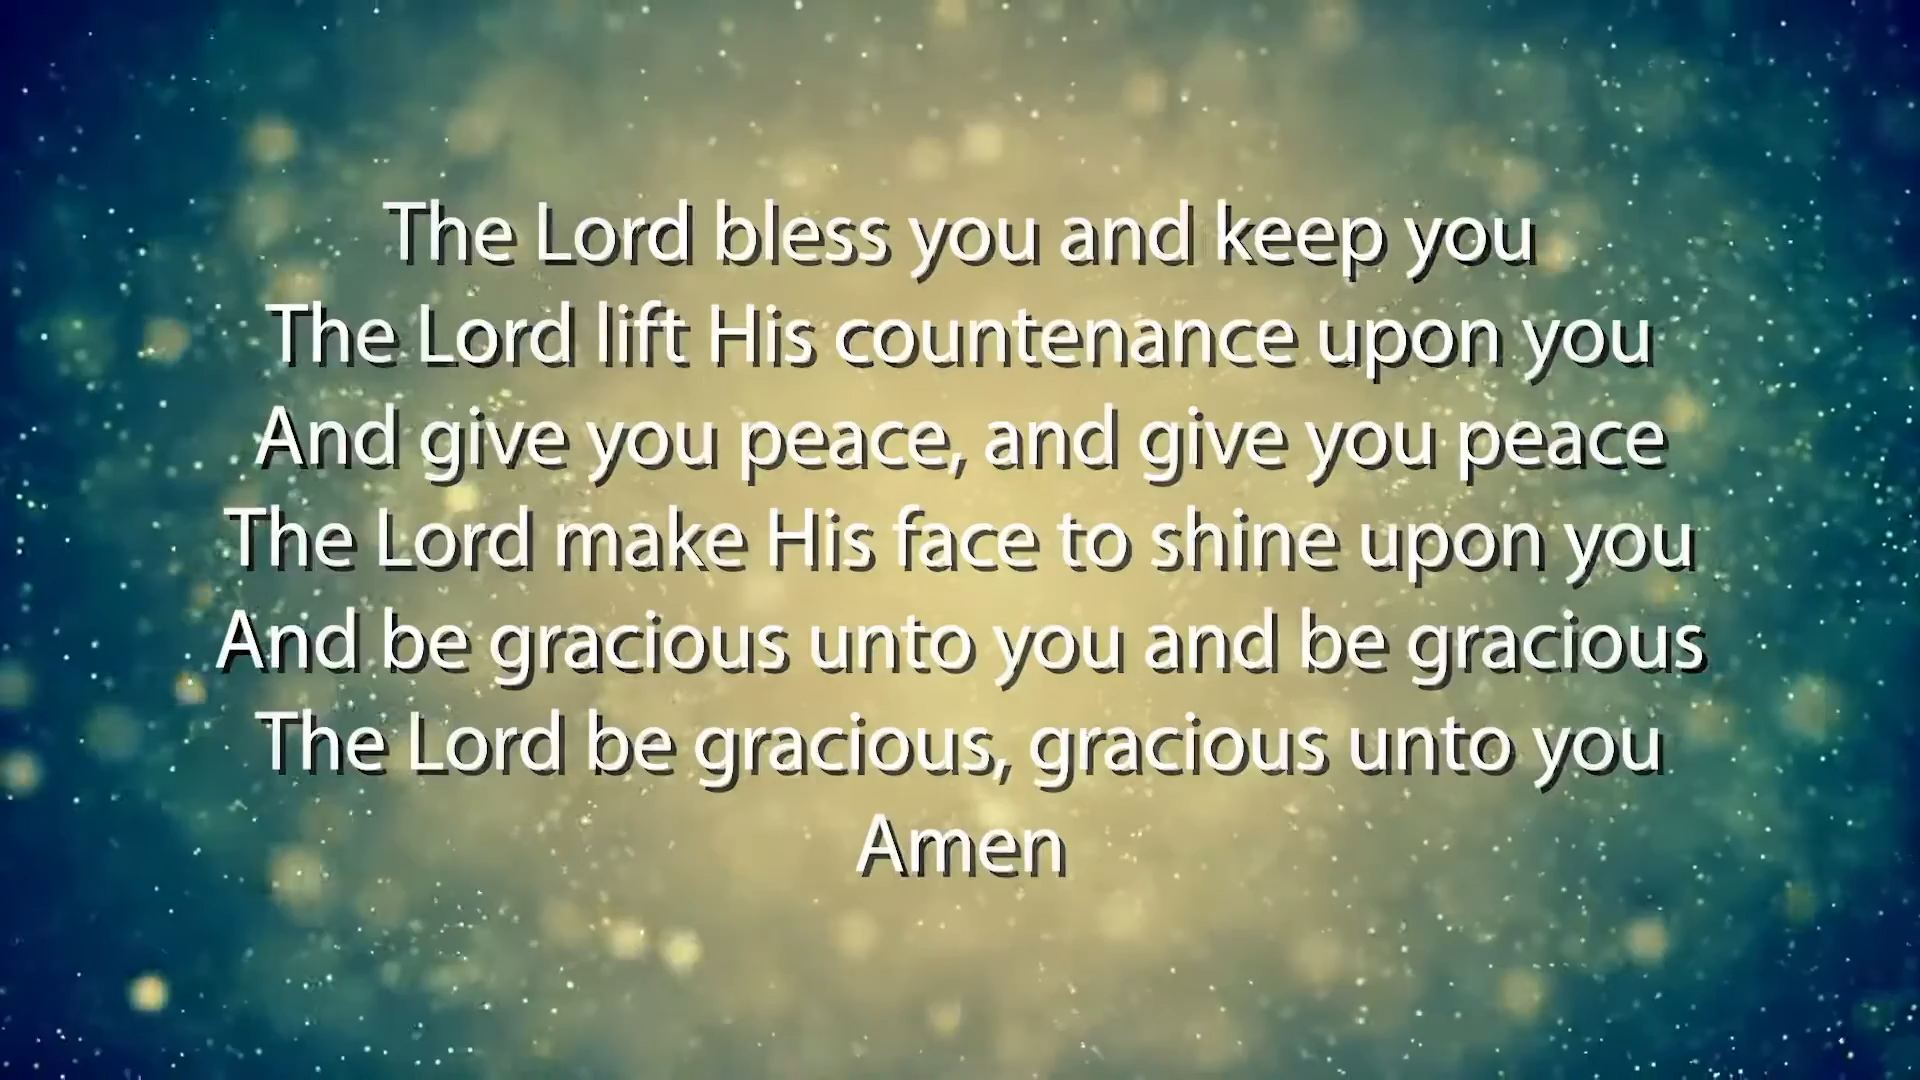 The Lord bless you and keep you
The Lord lift His countenance upon you
And give you peace, and give you peace
The Lord make His face to shine upon you
And be gracious unto you and be gracious
The Lord be gracious, gracious unto you
Amen